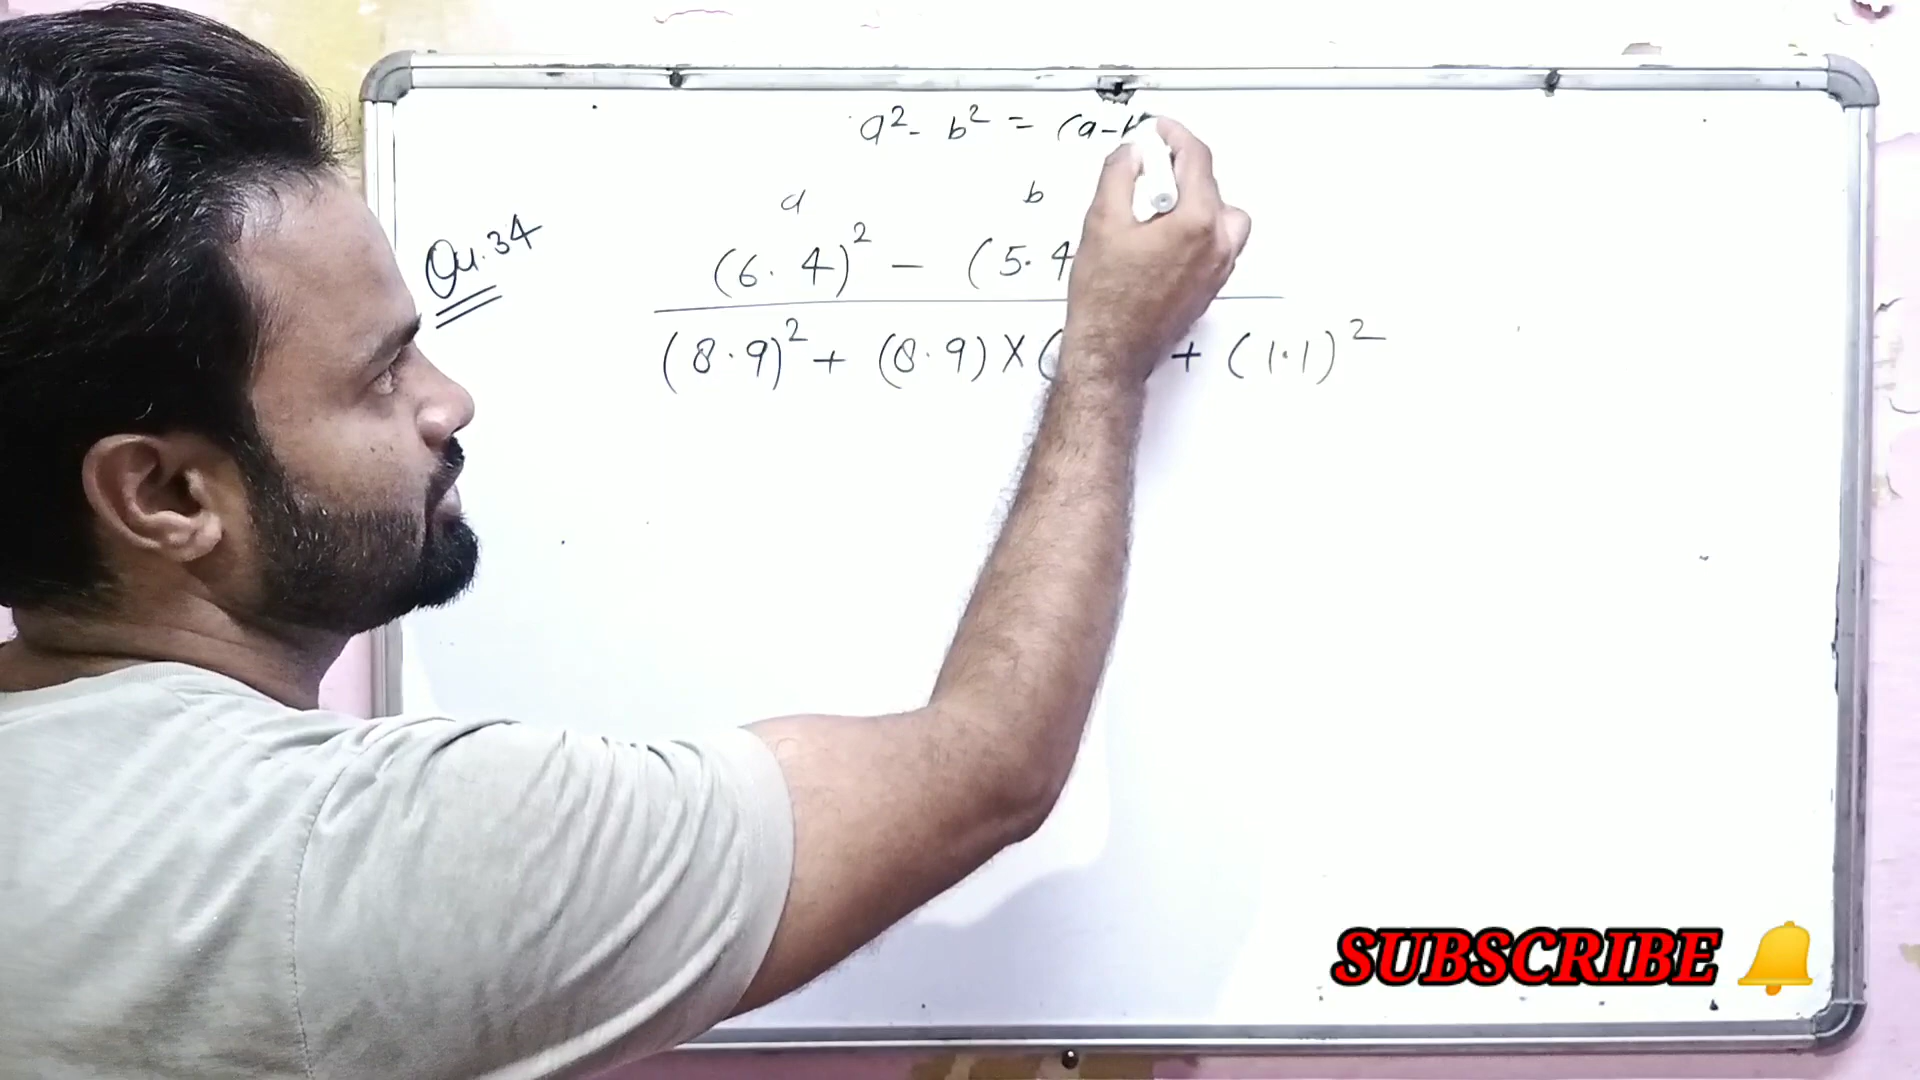 a² - b² = (a-
a b
Qu.34
(6.4)² - (5.4
(8.9)² + (8.9) X ( + (1.1)²
SUBSCRIBE